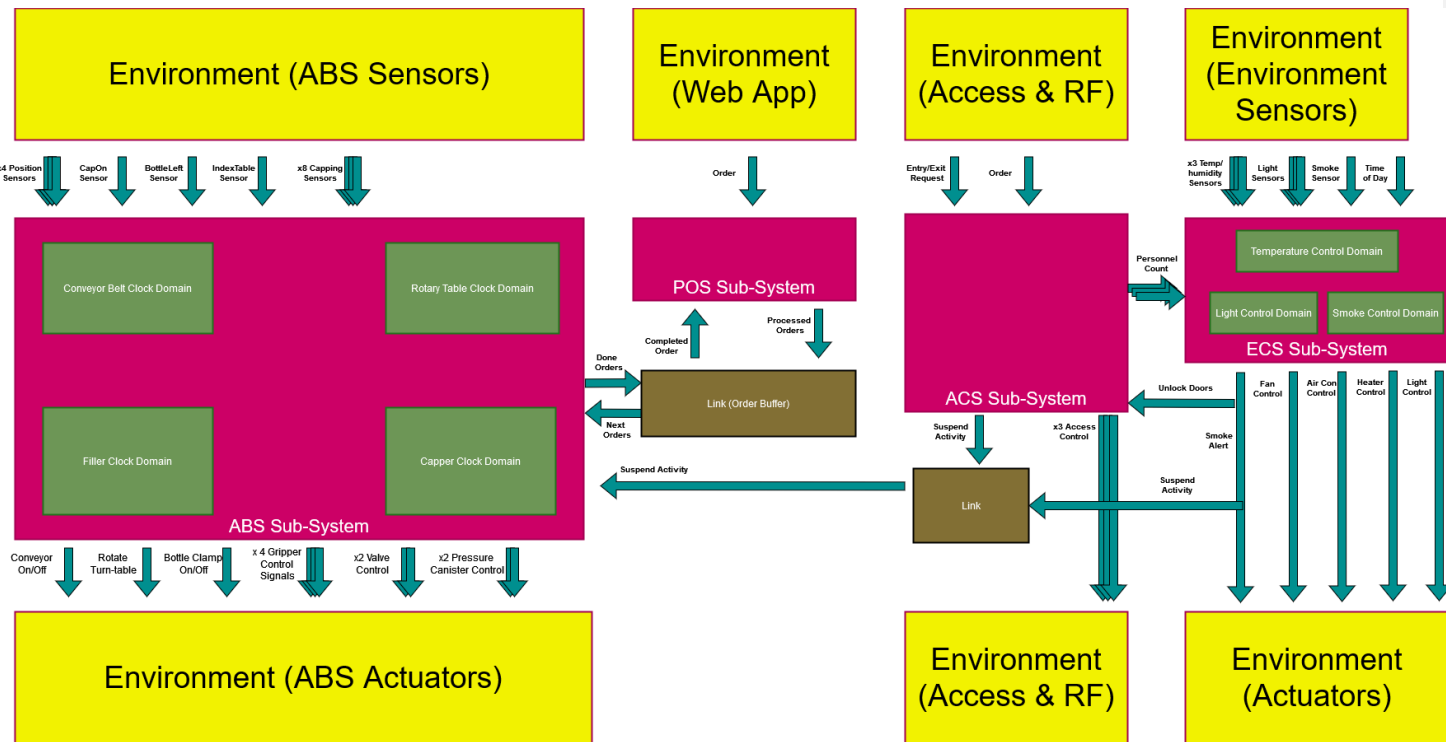 Environment (ABS Sensors)
Environment
(Web App)
Environment
(Access & RF)
Environment
(Environment
Sensors)
x4 Position
Sensors
CapOn
Sensor
BottleLeft
Sensor
IndexTable
Sensor
x8 Capping
Sensors
Order
Entry/Exit
Request
Order
x3 Temp/
humidity
Sensors
Light
Sensors
Smoke
Sensor
Time
of Day
Conveyor Belt Clock Domain
Rotary Table Clock Domain
Filler Clock Domain
Capper Clock Domain
ABS Sub-System
POS Sub-System
Completed
Order
Processed
Orders
Done
Orders
Next
Orders
Link (Order Buffer)
ACS Sub-System
Personnel
Count
Temperature Control Domain
Light Control Domain
Smoke Control Domain
ECS Sub-System
Unlock Doors
Fan
Control
Air Con
Control
Heater
Control
Light
Control
Suspend
Activity
x3 Access
Control
Smoke
Alert
Suspend Activity
Link
Suspend
Activity
Conveyor
On/Off
Rotate
Turn-table
Bottle Clamp
On/Off
x 4 Gripper
Control
Signals
x2 Valve
Control
x2 Pressure
Canister Control
Environment (ABS Actuators)
Environment
(Access & RF)
Environment
(Actuators)